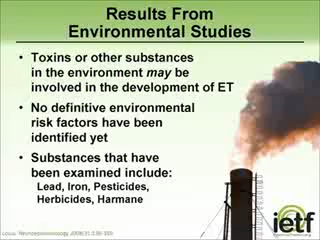 Results From
Environmental Studies
• Toxins or other substances
in the environment may be
involved in the development of ET
• No definitive environmental
risk factors have been
identified yet
• Substances that have
been examined include:
Lead, Iron, Pesticides,
Herbicides, Harmane
Louis. Neuroepidemiology
ietf